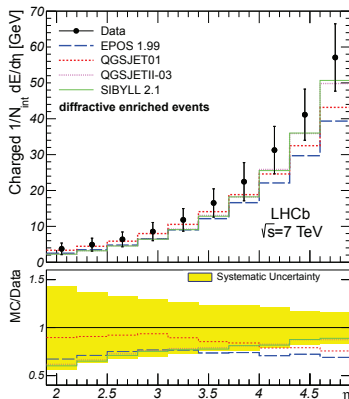 Charged 1/N_int dE/dη [GeV]
70
60
50
40
30
20
10
0
Data
EPOS 1.99
QGSJET01
QGSJETII-03
SIBYLL 2.1
diffractive enriched events
LHCb
√s=7 TeV
MC/Data
1.5
1
0.5
Systematic Uncertainty
2 2.5 3 3.5 4 4.5 η